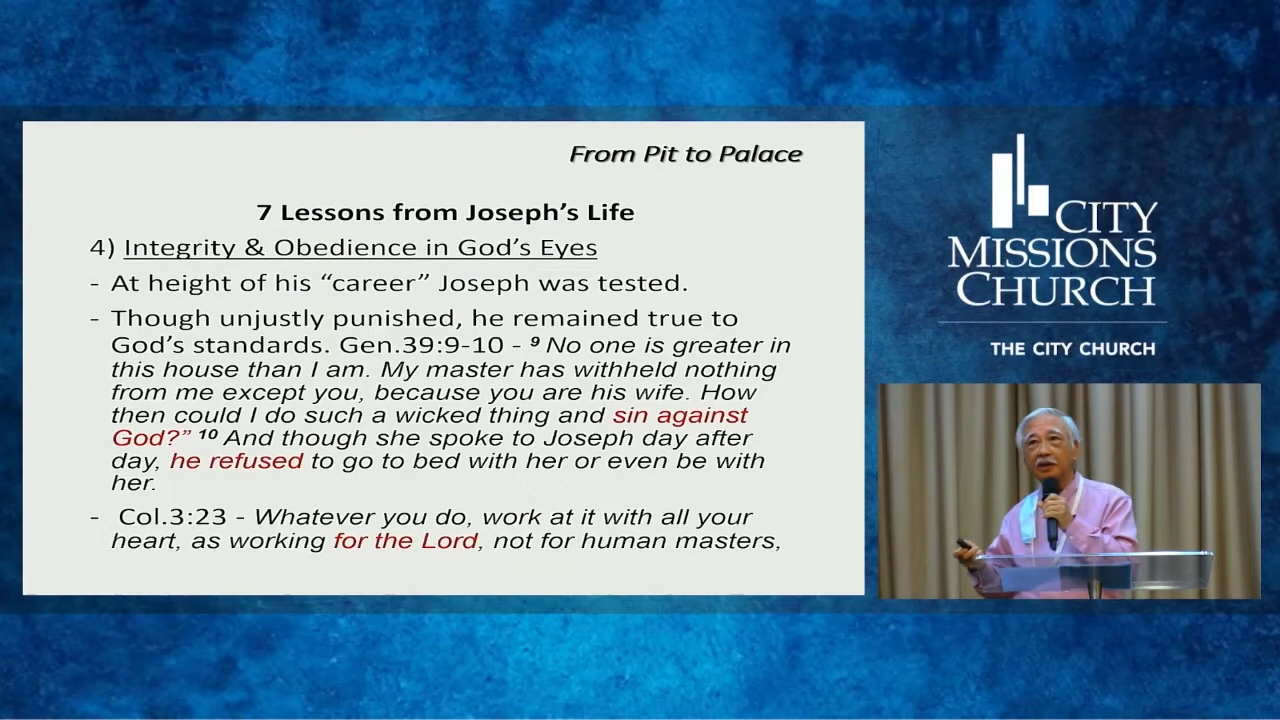 From Pit to Palace
7 Lessons from Joseph’s Life
4) Integrity & Obedience in God’s Eyes
- At height of his “career” Joseph was tested.
- Though unjustly punished, he remained true to
God’s standards. Gen.39:9-10 - 9 No one is greater in
this house than I am. My master has withheld nothing
from me except you, because you are his wife. How
then could I do such a wicked thing and sin against
God?” 10 And though she spoke to Joseph day after
day, he refused to go to bed with her or even be with
her.
- Col.3:23 - Whatever you do, work at it with all your
heart, as working for the Lord, not for human masters,
CITY
MISSIONS
CHURCH
THE CITY CHURCH